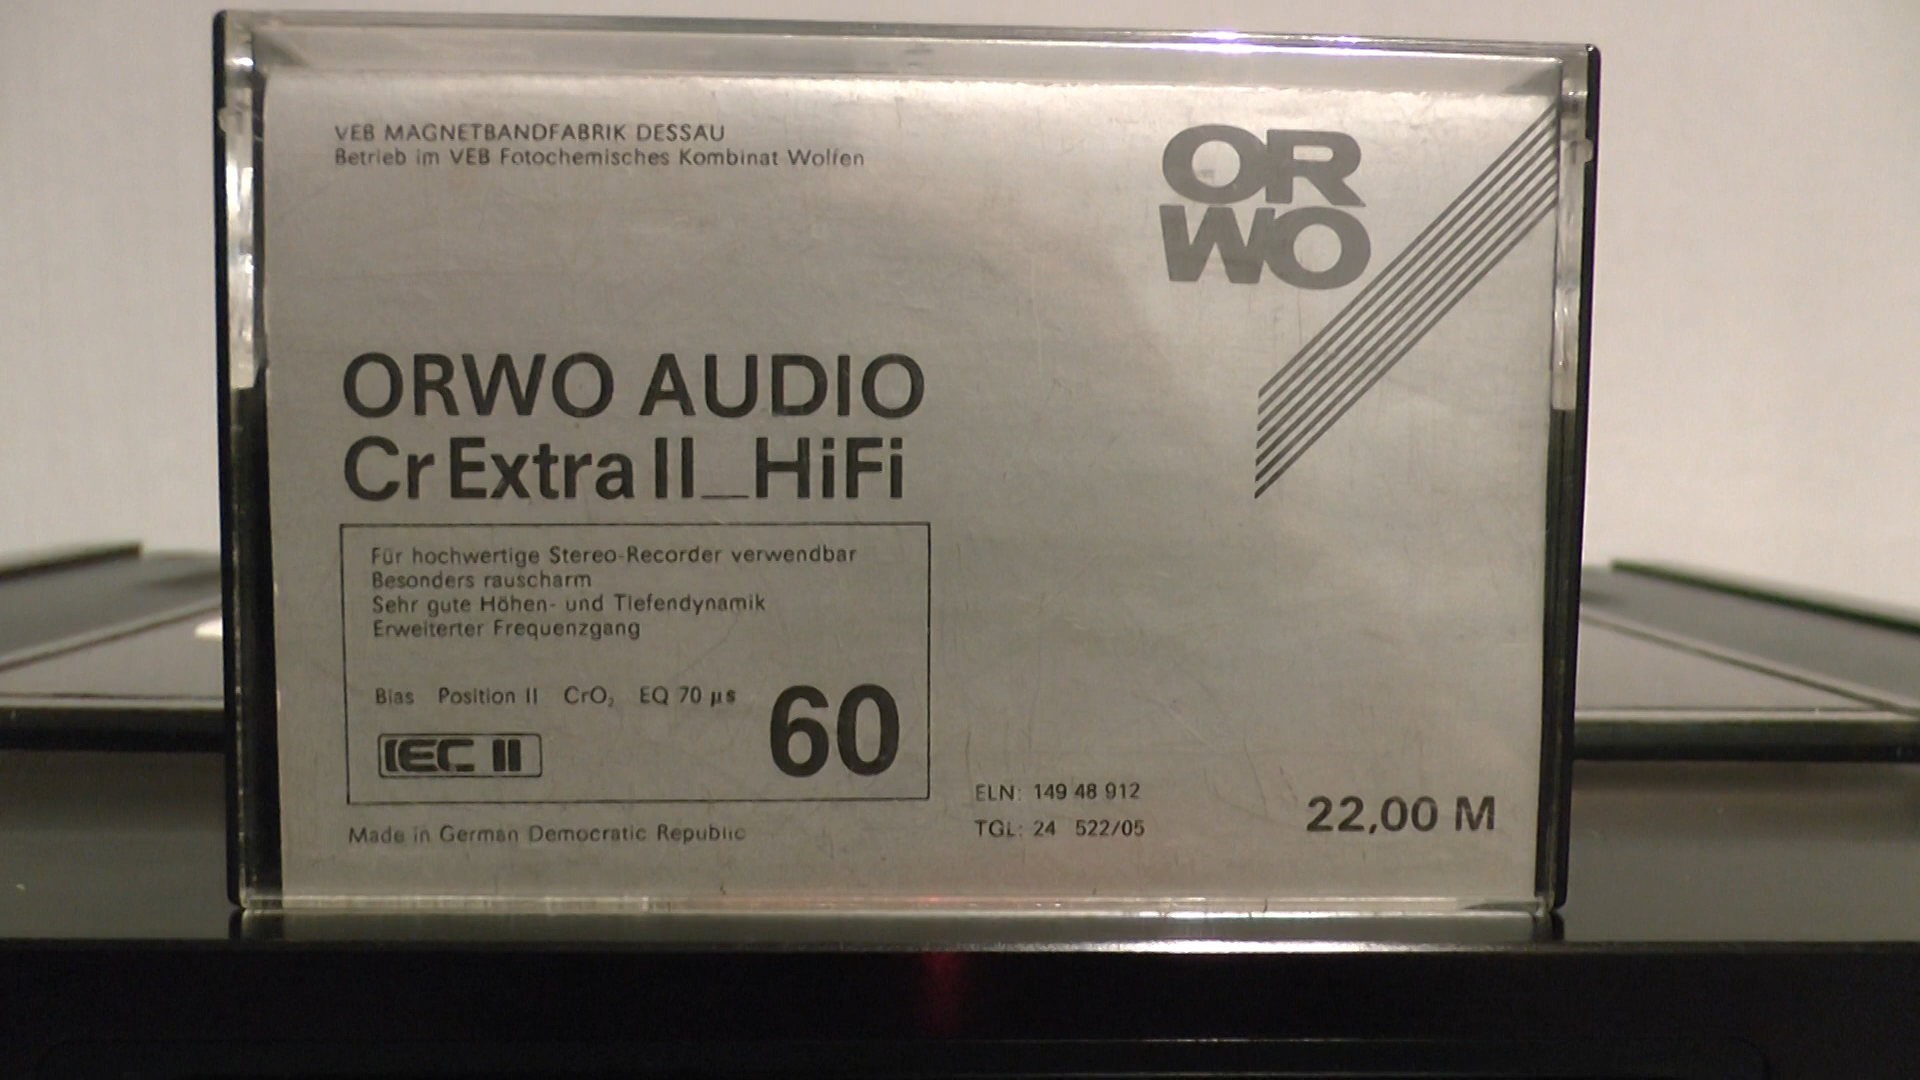 VEB MAGNETBANDFABRIK DESSAU
Betrieb im VEB Fotochemisches Kombinat Wolfen
OR
WO
ORWO AUDIO
Cr Extra II_HiFi
Für hochwertige Stereo-Recorder verwendbar
Besonders rauscharm
Sehr gute Höhen- und Tiefendynamik
Erweiterter Frequenzgang
Bias Position II CrO₂ EQ 70 µs
IEC II
60
Made in German Democratic Republic
ELN: 149 48 912
TGL: 24 522/05
22,00 M